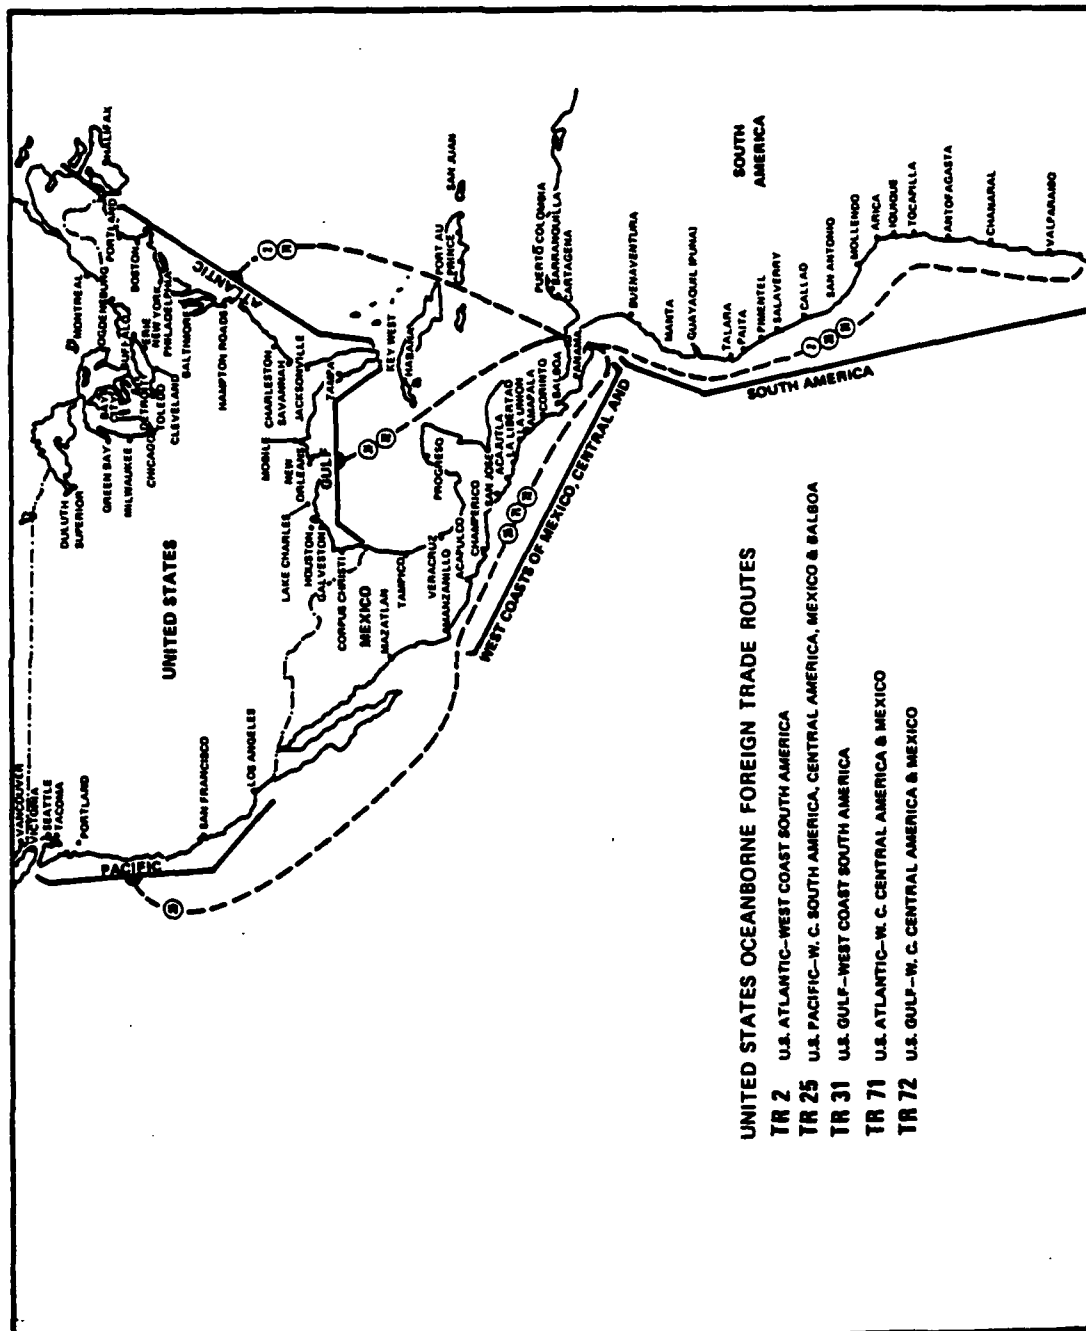 VANCOUVER
VICTORIA
SEATTLE
TACOMA
PORTLAND
SAN FRANCISCO
LOS ANGELES
PACIFIC
UNITED STATES
DULUTH
SUPERIOR
GREEN BAY
MILWAUKEE
CHICAGO
BAY
CITY
DETROIT
TOLEDO
CLEVELAND
ERIE
BUFFALO
OGDENSBURG
MONTREAL
HALIFAX
PORTLAND
BOSTON
NEW YORK
PHILADELPHIA
BALTIMORE
HAMPTON ROADS
ATLANTIC
CHARLESTON
SAVANNAH
JACKSONVILLE
TAMPA
KEY WEST
MOBILE
NEW
ORLEANS
LAKE CHARLES
HOUSTON
GALVESTON
CORPUS CHRISTI
GULF
MEXICO
MAZATLAN
TAMPICO
VERACRUZ
MANZANILLO
ACAPULCO
PROGRESO
CHAMPERICO
SAN JOSE
ACAJUTLA
LA LIBERTAD
LA UNION
AMAPALA
CORINTO
BALBOA
PANAMA
HABANA
PORT AU
PRINCE
SAN JUAN
PUERTO COLOMBIA
BARRANQUILLA
CARTAGENA
BUENAVENTURA
MANTA
GUAYAQUIL (PUNA)
TALARA
PAITA
PIMENTEL
SALAVERRY
CALLAO
SAN ANTONIO
MOLLENDO
ARICA
IQUIQUE
TOCAPILLA
ANTOFAGASTA
CHANARAL
VALPARAISO
SOUTH
AMERICA
WEST COASTS OF MEXICO, CENTRAL AND
SOUTH AMERICA
UNITED STATES OCEANBORNE FOREIGN TRADE ROUTES
TR 2 U.S. ATLANTIC–WEST COAST SOUTH AMERICA
TR 25 U.S. PACIFIC–W. C. SOUTH AMERICA, CENTRAL AMERICA, MEXICO & BALBOA
TR 31 U.S. GULF–WEST COAST SOUTH AMERICA
TR 71 U.S. ATLANTIC–W. C. CENTRAL AMERICA & MEXICO
TR 72 U.S. GULF–W. C. CENTRAL AMERICA & MEXICO